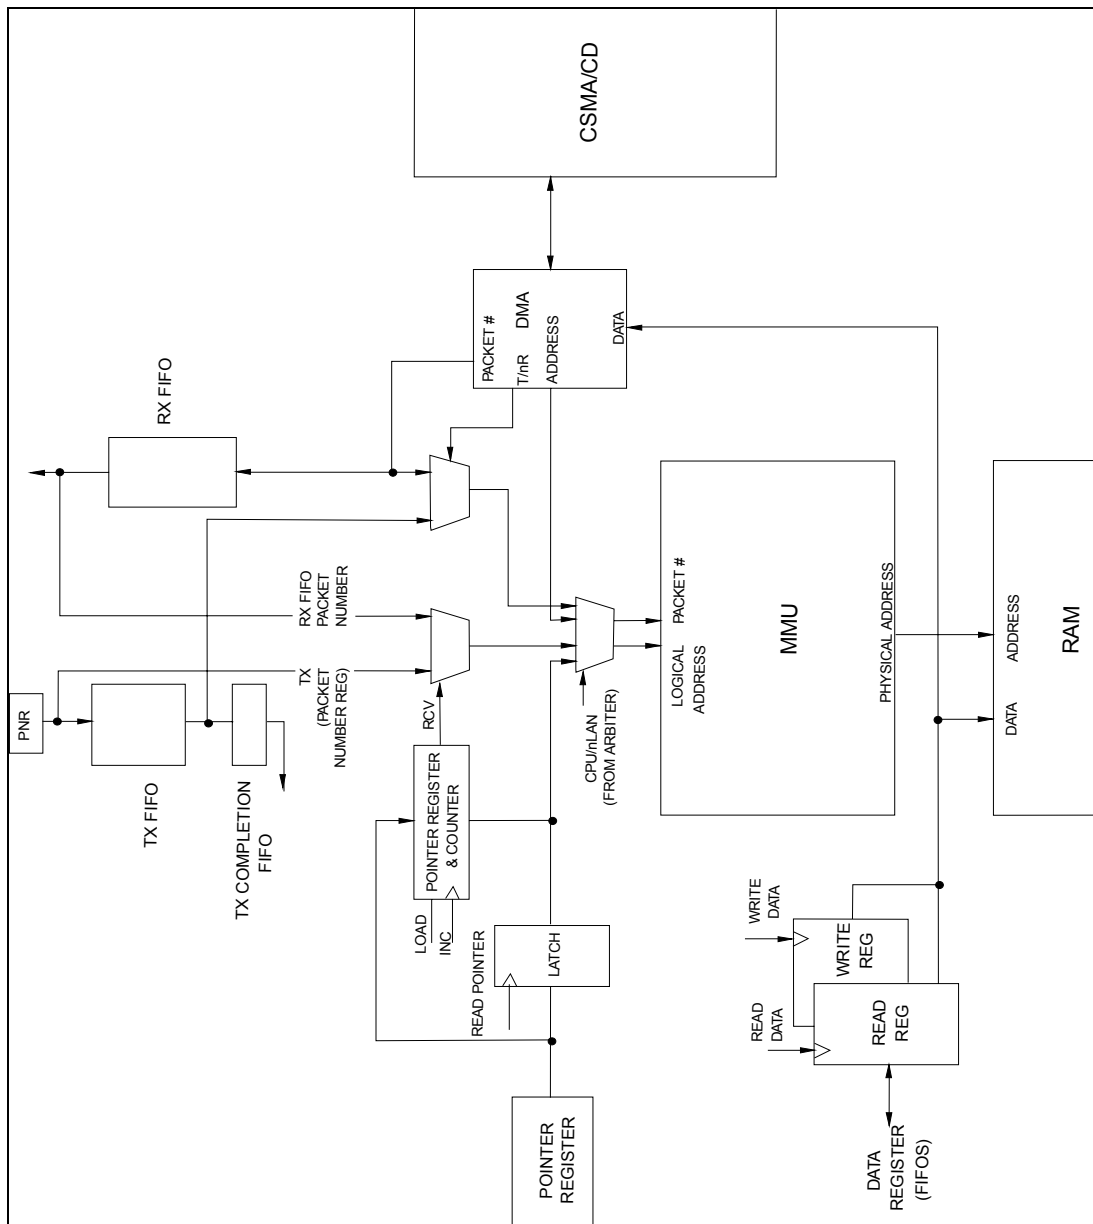 CSMA/CD
PACKET #
T/nR
DMA
ADDRESS
DATA
RX FIFO
RX FIFO
PACKET
NUMBER
TX
(PACKET
NUMBER REG)
PNR
TX FIFO
TX COMPLETION
FIFO
RCV
POINTER REGISTER
& COUNTER
LOAD
INC
READ POINTER
LATCH
POINTER
REGISTER
CPU/nLAN
(FROM ARBITER)
PACKET #
LOGICAL
ADDRESS
MMU
PHYSICAL ADDRESS
ADDRESS
DATA
RAM
WRITE
DATA
WRITE
REG
READ
DATA
READ
REG
DATA
REGISTER
(FIFOS)